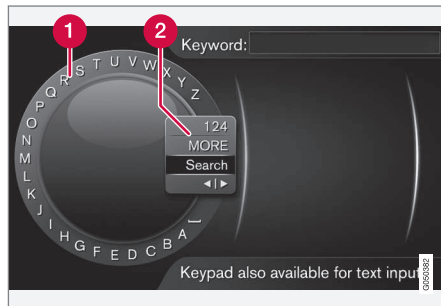 1
2
Keyword:
A B C D E F G H I J K L M N O P Q R S T U V W X Y Z
124
MORE
Search
◄|►
Keypad also available for text input
G050382